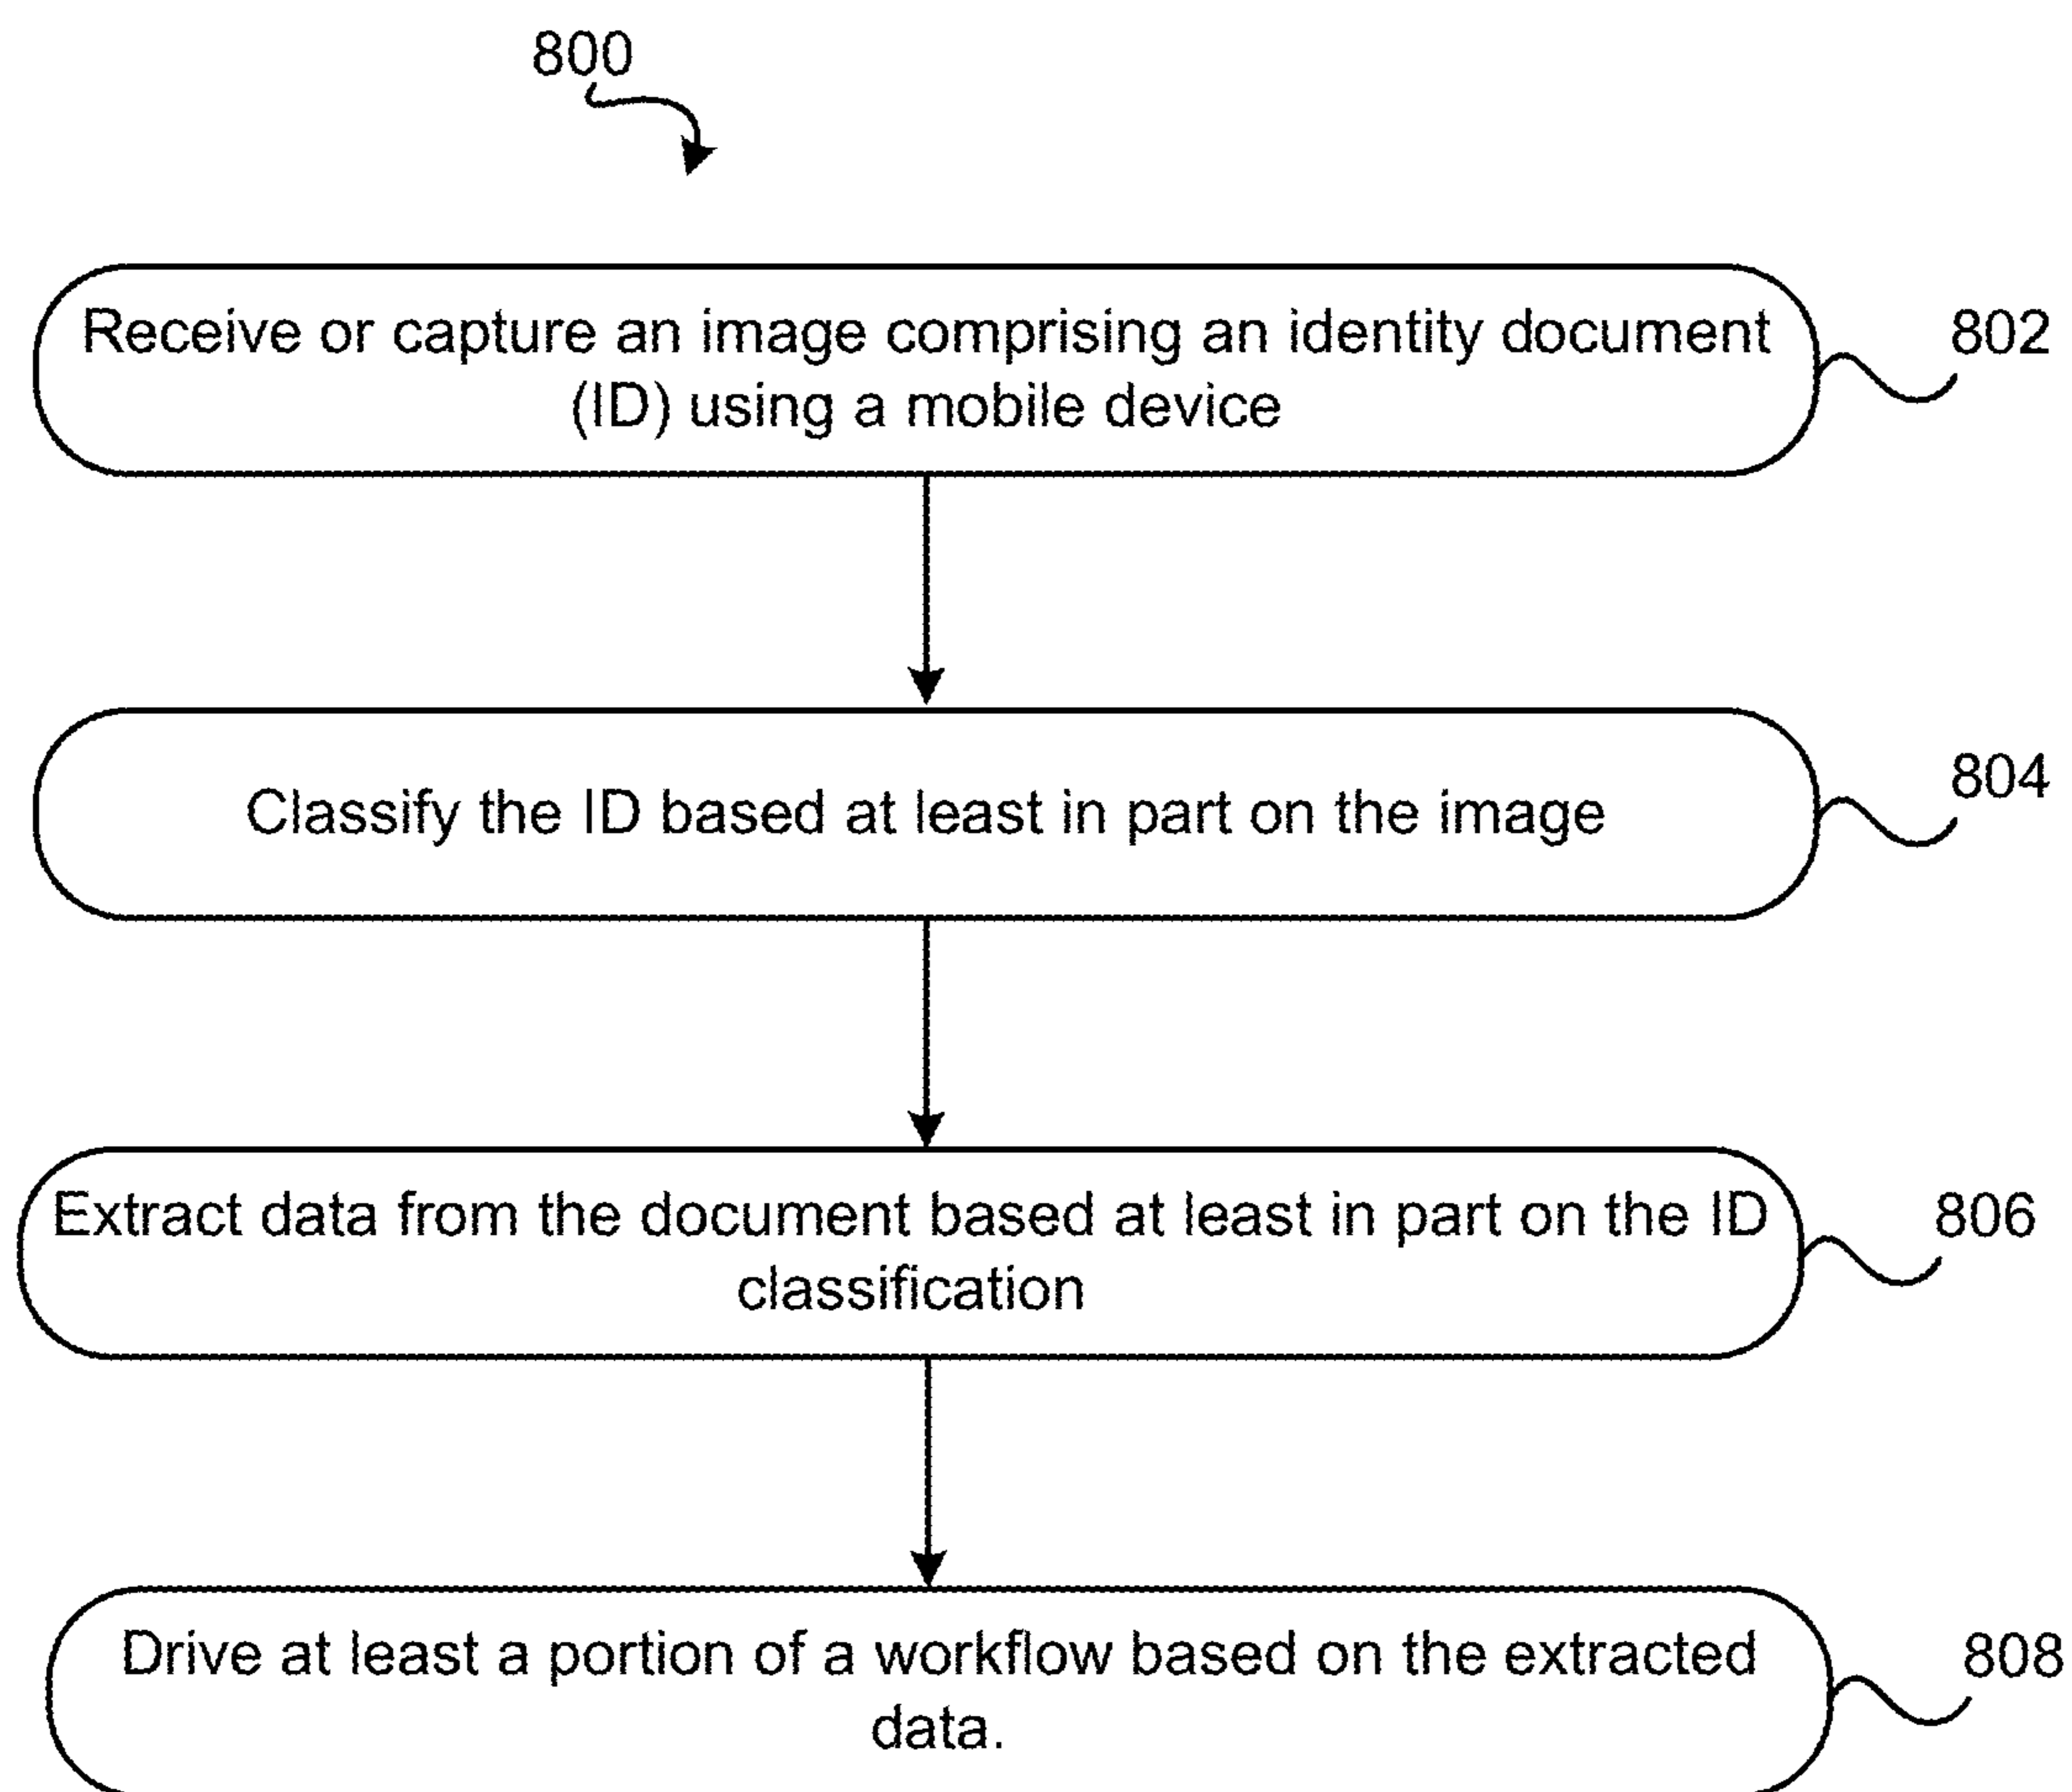 800
Receive or capture an image comprising an identity document
(ID) using a mobile device
802
Classify the ID based at least in part on the image
804
Extract data from the document based at least in part on the ID
classification
806
Drive at least a portion of a workflow based on the extracted
data.
808